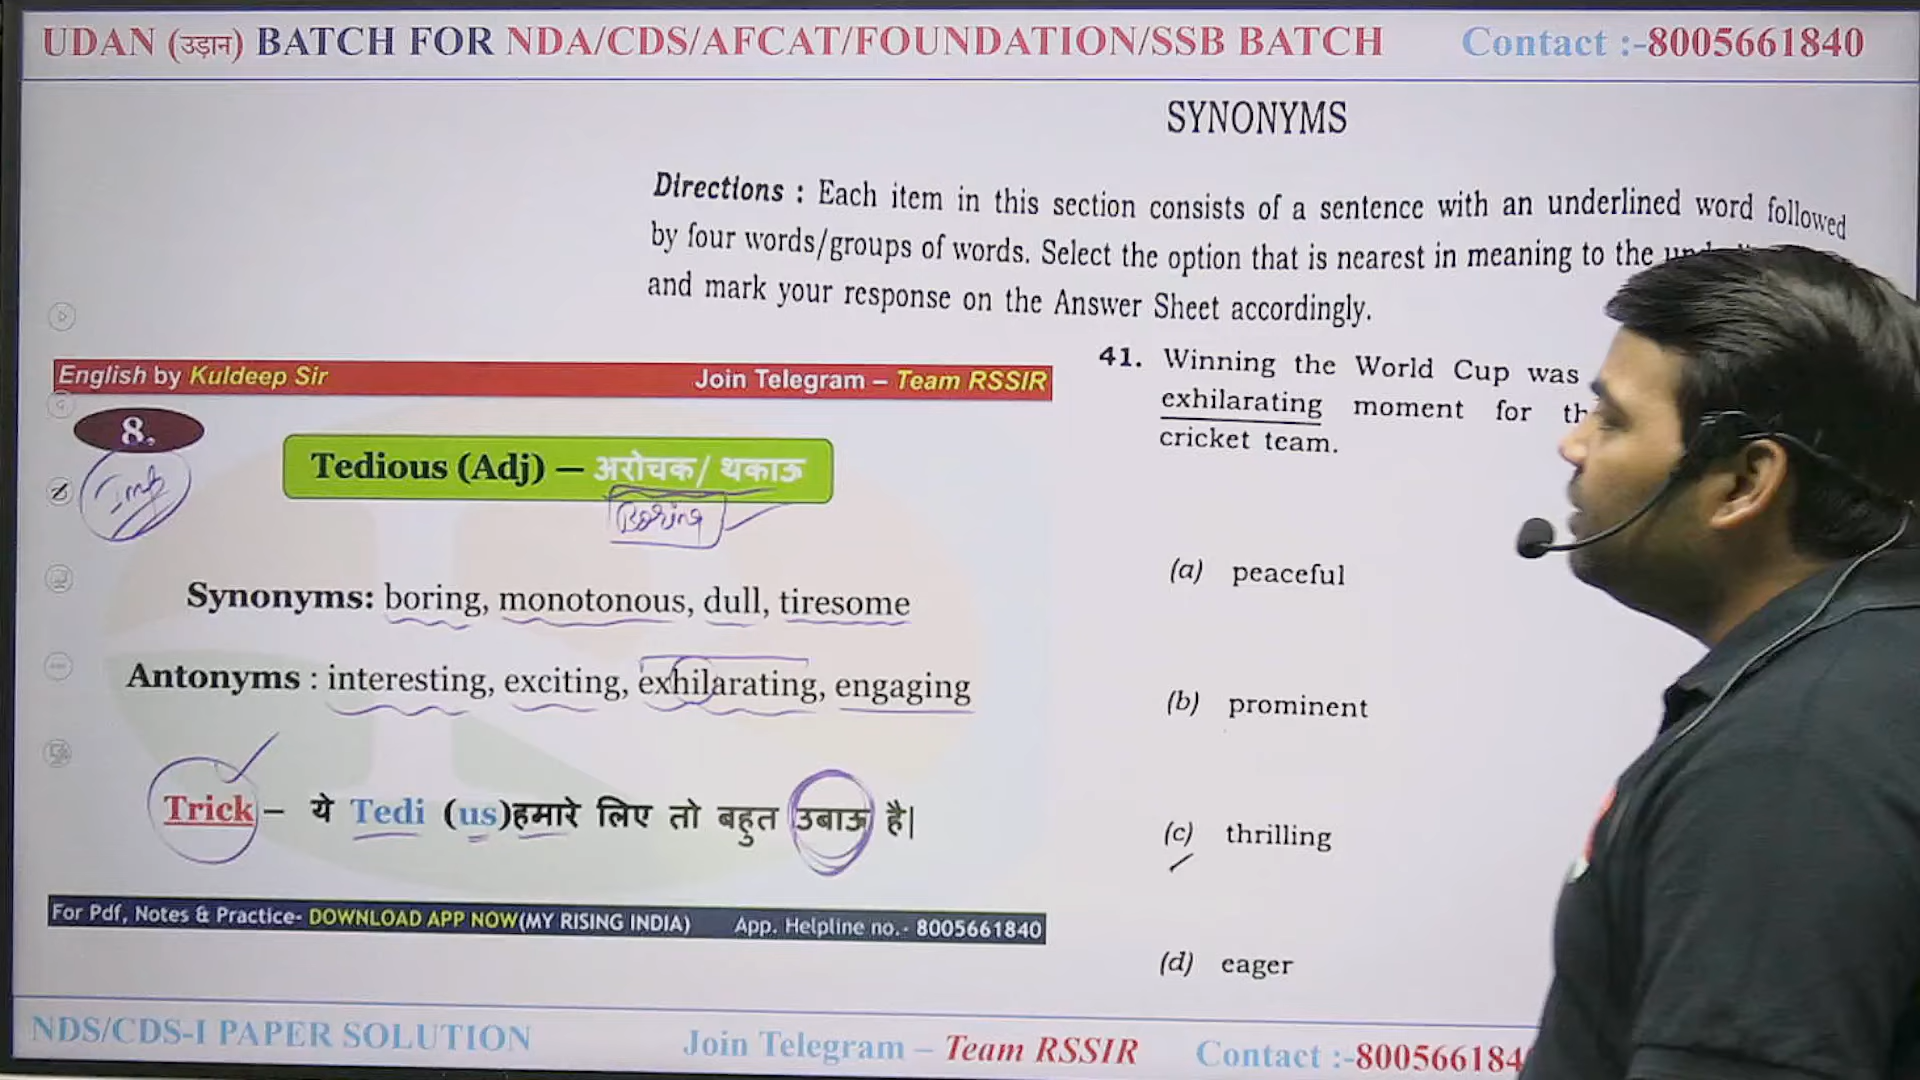 UDAN (उड़ान) BATCH FOR NDA/CDS/AFCAT/FOUNDATION/SSB BATCH Contact :-8005661840
SYNONYMS
Directions : Each item in this section consists of a sentence with an underlined word followed
by four words/groups of words. Select the option that is nearest in meaning to the
and mark your response on the Answer Sheet accordingly.
English by Kuldeep Sir Join Telegram – Team RSSIR
8.
Imp
Tedious (Adj) – अरोचक/ थकाऊ
Boring
Synonyms: boring, monotonous, dull, tiresome
Antonyms : interesting, exciting, exhilarating, engaging
Trick – ये Tedi (us)हमारे लिए तो बहुत उबाऊ है|
For Pdf, Notes & Practice- DOWNLOAD APP NOW(MY RISING INDIA) App. Helpline no.- 8005661840
41. Winning the World Cup was
exhilarating moment for th
cricket team.
(a) peaceful
(b) prominent
(c) thrilling
(d) eager
NDS/CDS-I PAPER SOLUTION Join Telegram – Team RSSIR Contact :-800566184